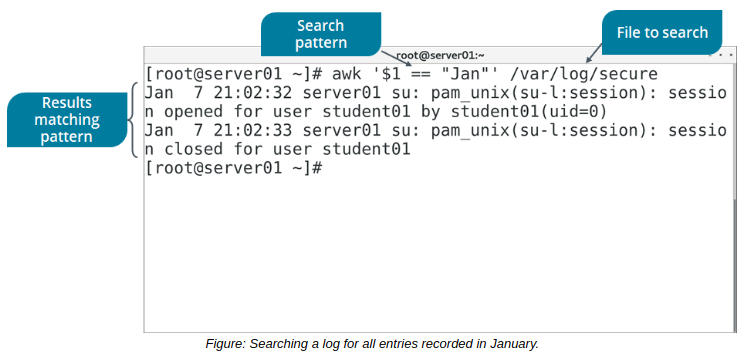 Search
pattern
File to search
root@server01:~
[root@server01 ~]# awk '$1 == "Jan"' /var/log/secure
Results
matching
pattern
Jan  7 21:02:32 server01 su: pam_unix(su-l:session): sessio
n opened for user student01 by student01(uid=0)
Jan  7 21:02:33 server01 su: pam_unix(su-l:session): sessio
n closed for user student01
[root@server01 ~]#
Figure: Searching a log for all entries recorded in January.